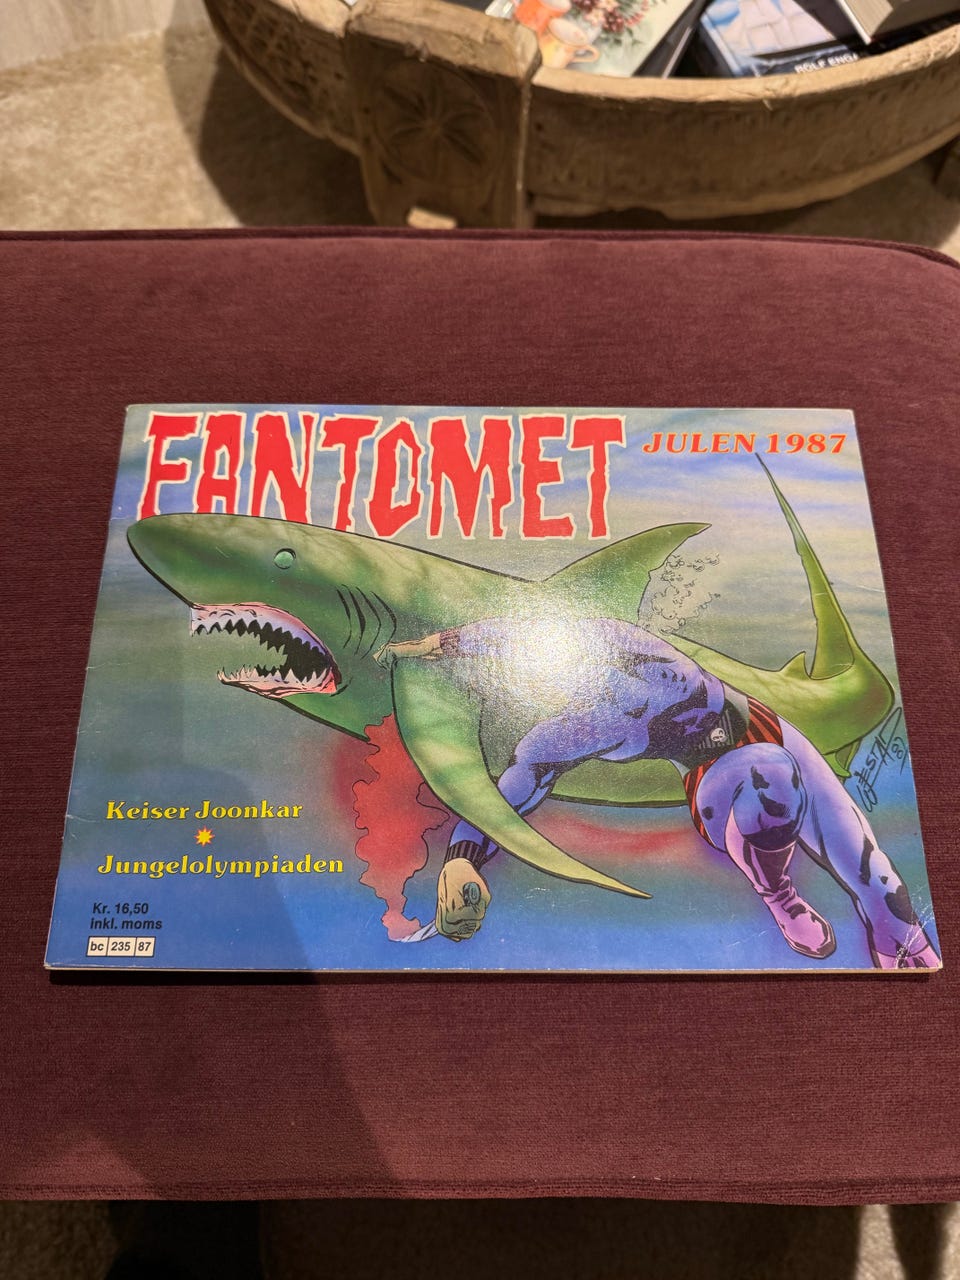 FANTOMET
JULEN 1987
Keiser Joonkar
Jungelolympiaden
Kr. 16,50
inkl. moms
bc 235 87